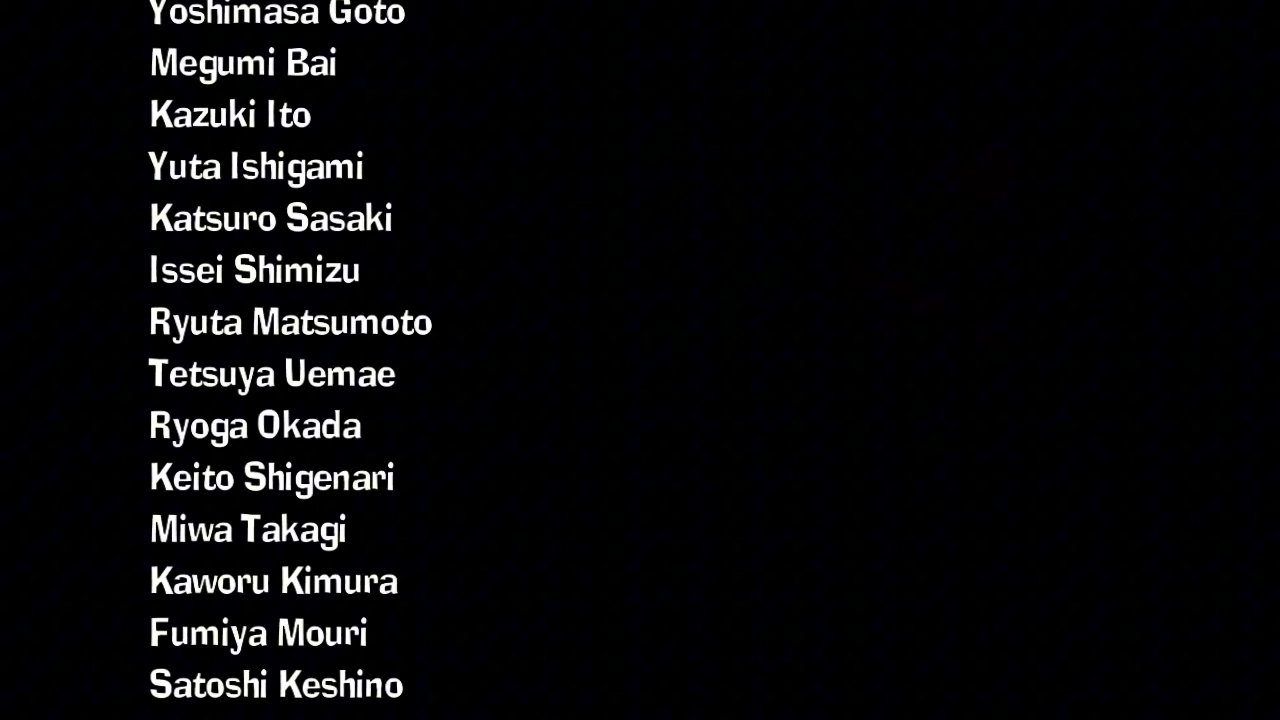 Yoshimasa Goto
Megumi Bai
Kazuki Ito
Yuta Ishigami
Katsuro Sasaki
Issei Shimizu
Ryuta Matsumoto
Tetsuya Uemae
Ryoga Okada
Keito Shigenari
Miwa Takagi
Kaworu Kimura
Fumiya Mouri
Satoshi Keshino